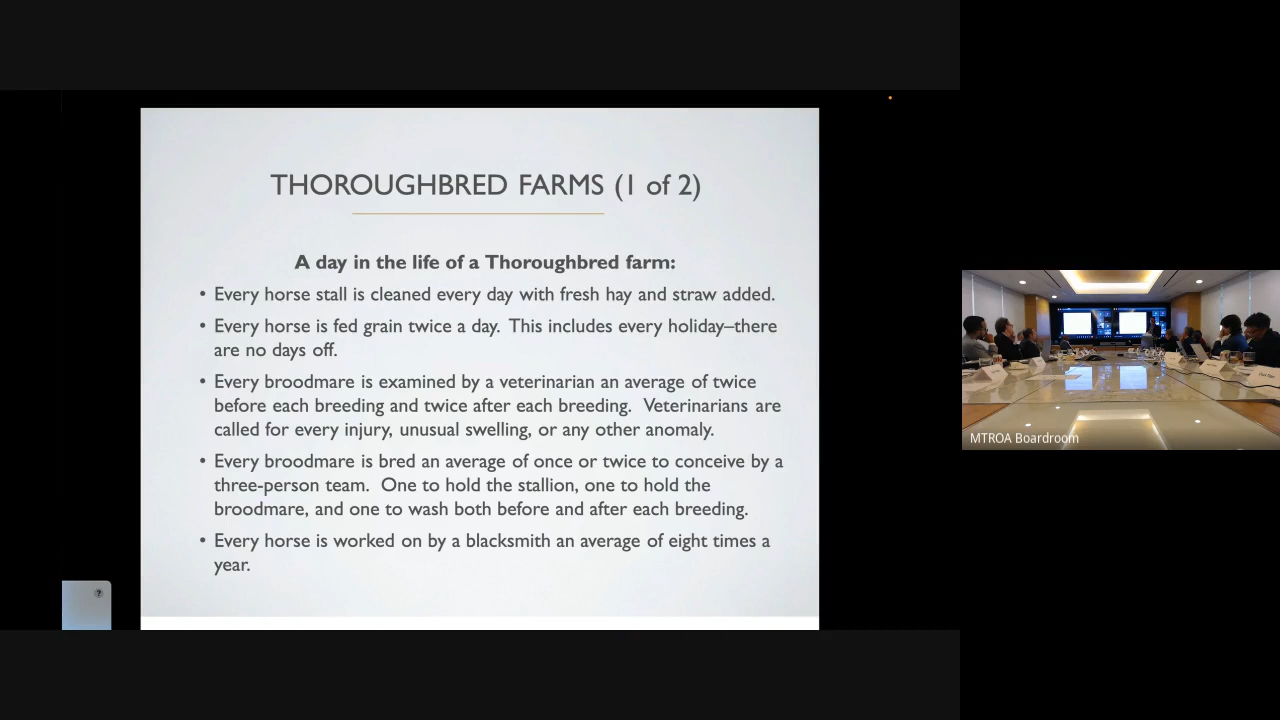 THOROUGHBRED FARMS (1 of 2)
A day in the life of a Thoroughbred farm:
• Every horse stall is cleaned every day with fresh hay and straw added.
• Every horse is fed grain twice a day.  This includes every holiday–there
are no days off.
• Every broodmare is examined by a veterinarian an average of twice
before each breeding and twice after each breeding.  Veterinarians are
called for every injury, unusual swelling, or any other anomaly.
• Every broodmare is bred an average of once or twice to conceive by a
three-person team.  One to hold the stallion, one to hold the
broodmare, and one to wash both before and after each breeding.
• Every horse is worked on by a blacksmith an average of eight times a
year.
?
MTROA Boardroom